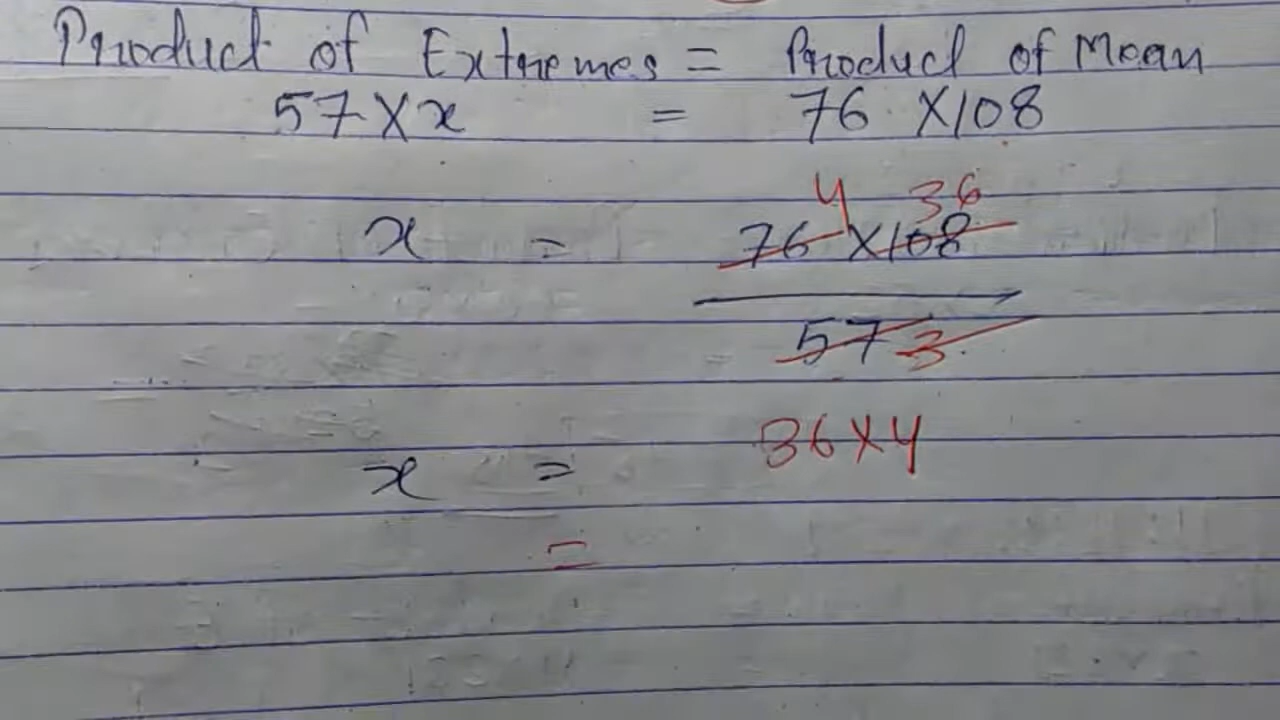 Product of Extremes = Product of Mean
57 X x = 76 X 108
4 36
x = 76 X 108
57 3
x = 36 X 4
=